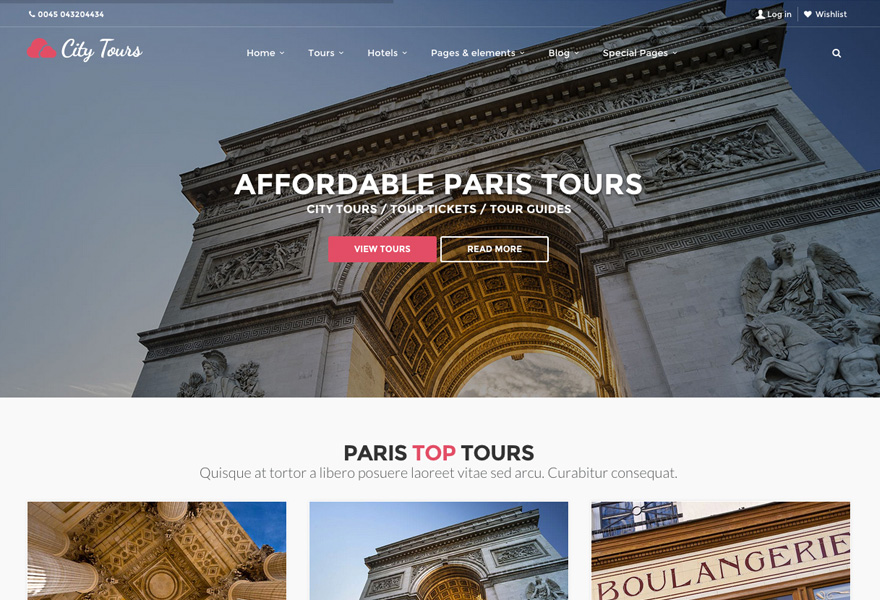 0045 043204434
Log in
Wishlist
City Tours
Home
Tours
Hotels
Pages & elements
Blog
Special Pages
AFFORDABLE PARIS TOURS
CITY TOURS / TOUR TICKETS / TOUR GUIDES
VIEW TOURS
READ MORE
PARIS TOP TOURS
Quisque at tortor a libero posuere laoreet vitae sed arcu. Curabitur consequat.
BOULANGERIE